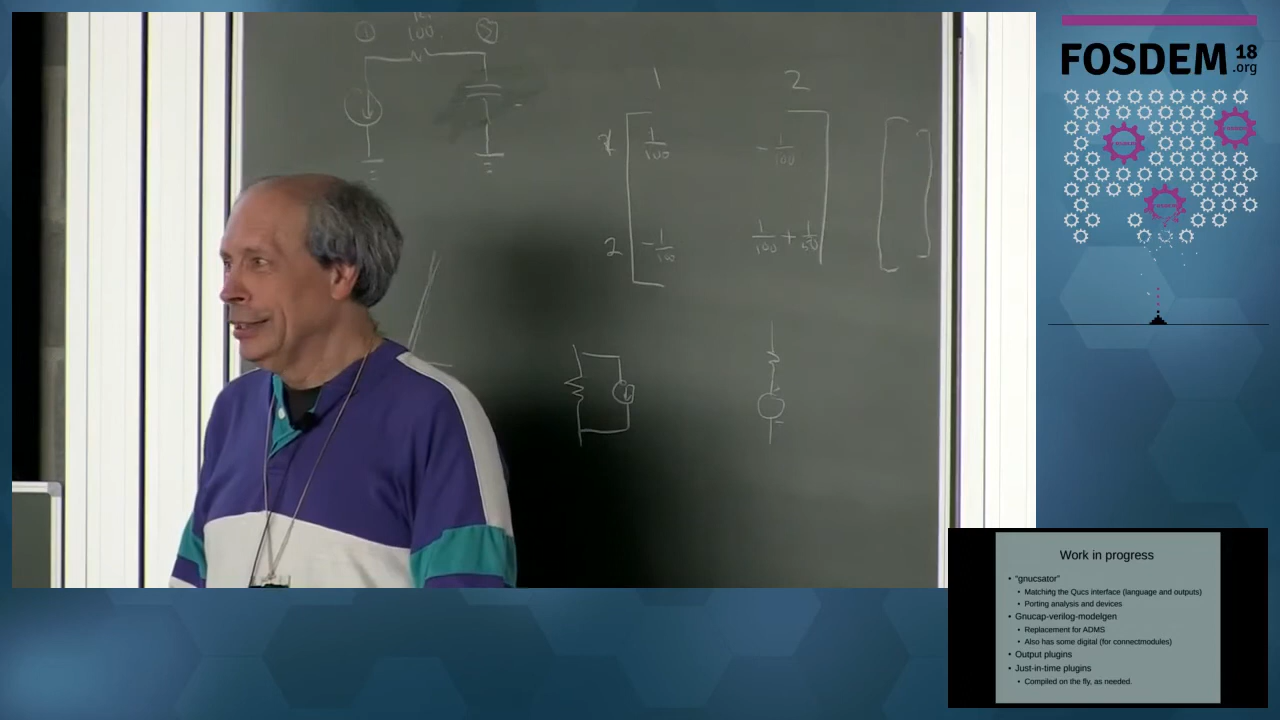 FOSDEM 18
.org
100
1
1 2
1
100
-1
100
2
-1
100
1
100
+
1
50
Work in progress
• "gnucsator"
• Matching the Qucs interface (language and outputs)
• Porting analysis and devices
• Gnucap-verilog-modelgen
• Replacement for ADMS
• Also has some digital (for connectmodules)
• Output plugins
• Just-in-time plugins
• Compiled on the fly, as needed.